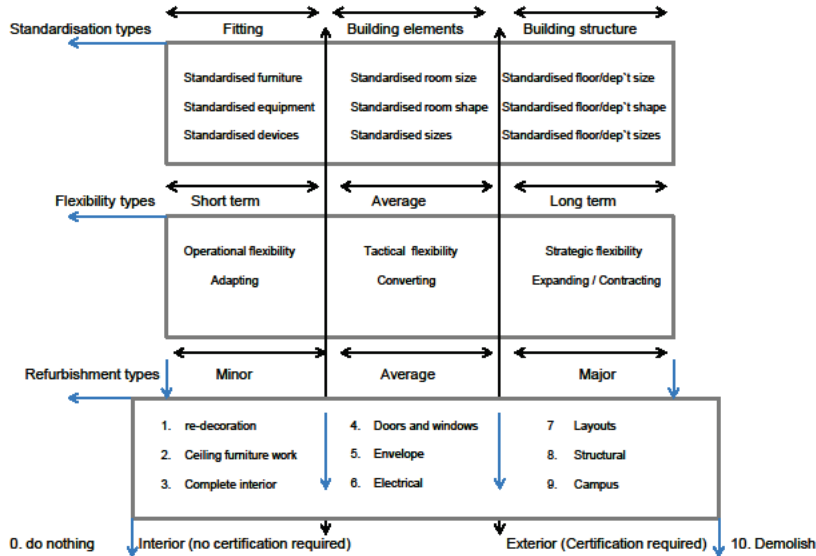 Standardisation types Fitting Building elements Building structure
Standardised furniture Standardised room size Standardised floor/dep`t size
Standardised equipment Standardised room shape Standardised floor/dep`t shape
Standardised devices Standardised sizes Standardised floor/dep`t sizes
Flexibility types Short term Average Long term
Operational flexibility Tactical flexibility Strategic flexibility
Adapting Converting Expanding / Contracting
Refurbishment types Minor Average Major
1. re-decoration 4. Doors and windows 7 Layouts
2. Ceiling furniture work 5. Envelope 8. Structural
3. Complete interior 6. Electrical 9. Campus
0. do nothing Interior (no certification required) Exterior (Certification required) 10. Demolish